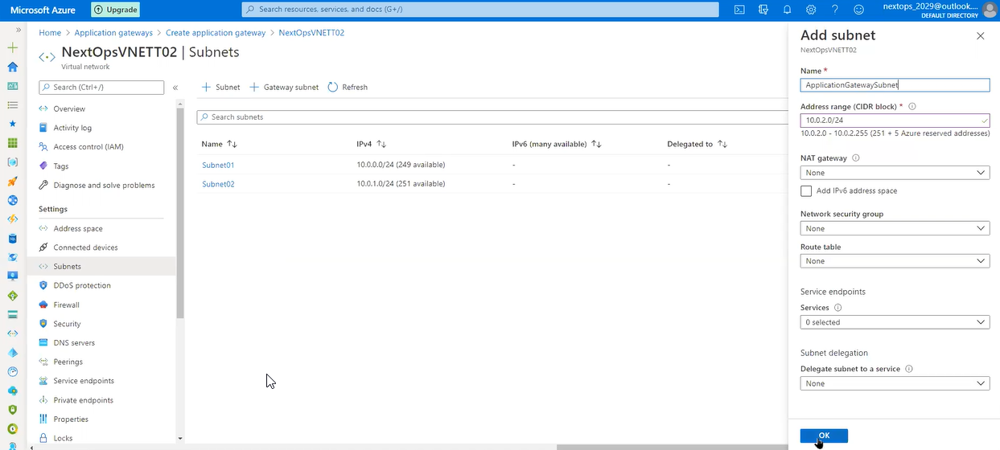 Microsoft Azure
Upgrade
Search resources, services, and docs (G+/)
nextops_2029@outlook....
DEFAULT DIRECTORY
Home > Application gateways > Create application gateway > NextOpsVNETT02
NextOpsVNETT02 | Subnets
Virtual network
Search (Ctrl+/)
Overview
Activity log
Access control (IAM)
Tags
Diagnose and solve problems
Settings
Address space
Connected devices
Subnets
DDoS protection
Firewall
Security
DNS servers
Peerings
Service endpoints
Private endpoints
Properties
Locks
+ Subnet + Gateway subnet Refresh
Search subnets
Name IPv4 IPv6 (many available) Delegated to
Subnet01 10.0.0.0/24 (249 available) - -
Subnet02 10.0.1.0/24 (251 available) - -
Add subnet
NextOpsVNETT02
Name *
ApplicationGatewaySubnet
Address range (CIDR block) *
10.0.2.0/24
10.0.2.0 - 10.0.2.255 (251 + 5 Azure reserved addresses)
NAT gateway
None
Add IPv6 address space
Network security group
None
Route table
None
Service endpoints
Services
0 selected
Subnet delegation
Delegate subnet to a service
None
OK